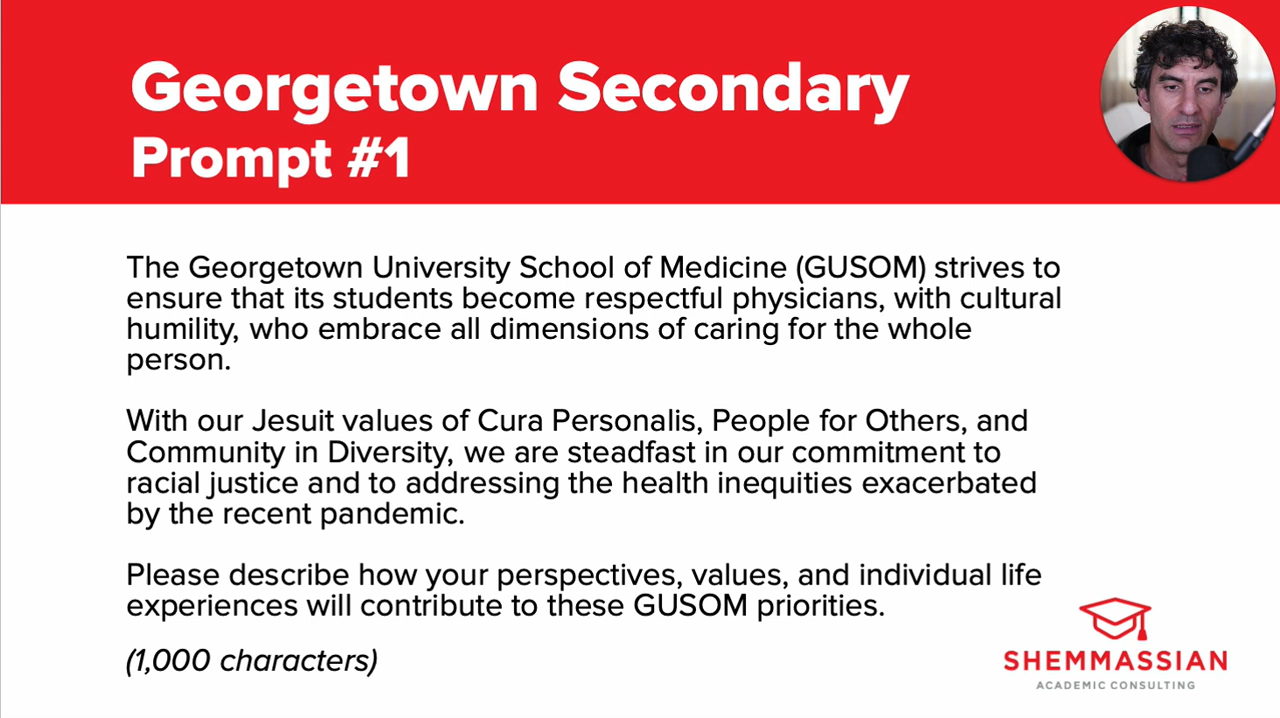 Georgetown Secondary
Prompt #1
The Georgetown University School of Medicine (GUSOM) strives to
ensure that its students become respectful physicians, with cultural
humility, who embrace all dimensions of caring for the whole
person.
With our Jesuit values of Cura Personalis, People for Others, and
Community in Diversity, we are steadfast in our commitment to
racial justice and to addressing the health inequities exacerbated
by the recent pandemic.
Please describe how your perspectives, values, and individual life
experiences will contribute to these GUSOM priorities.
(1,000 characters)
SHEMMASSIAN
ACADEMIC CONSULTING